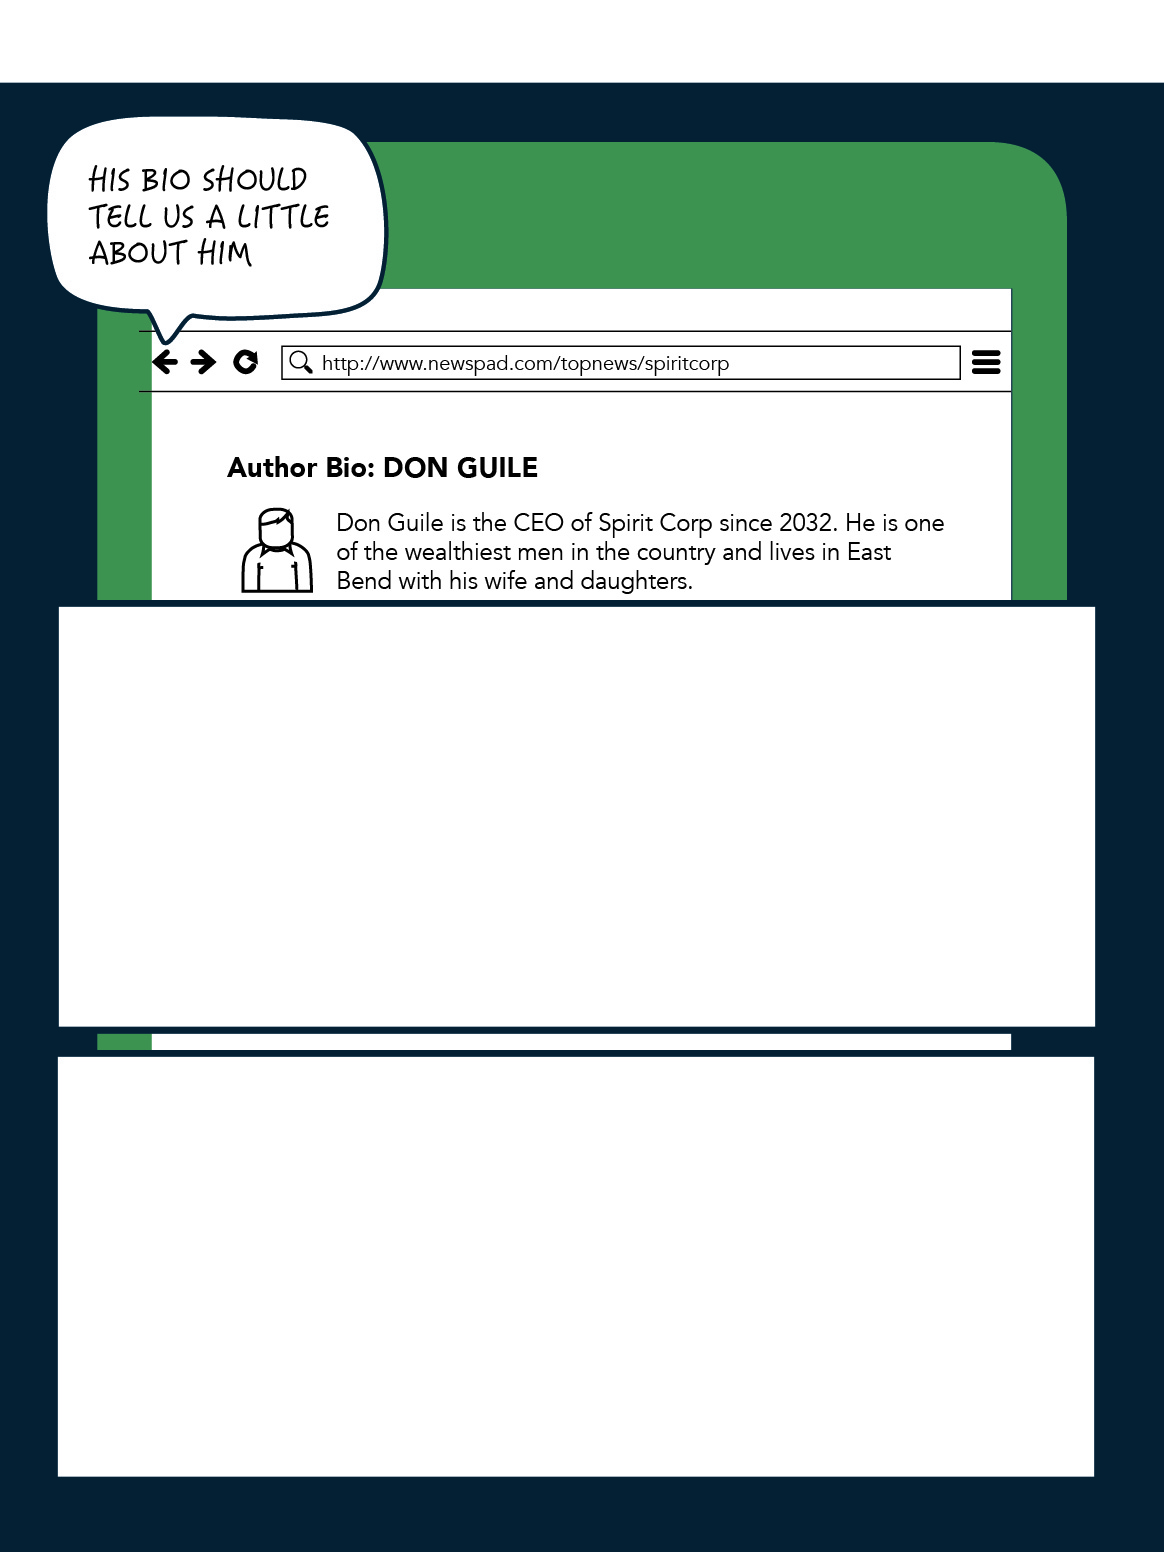 HIS BIO SHOULD
TELL US A LITTLE
ABOUT HIM
http://www.newspad.com/topnews/spiritcorp
Author Bio: DON GUILE
Don Guile is the CEO of Spirit Corp since 2032. He is one
of the wealthiest men in the country and lives in East
Bend with his wife and daughters.